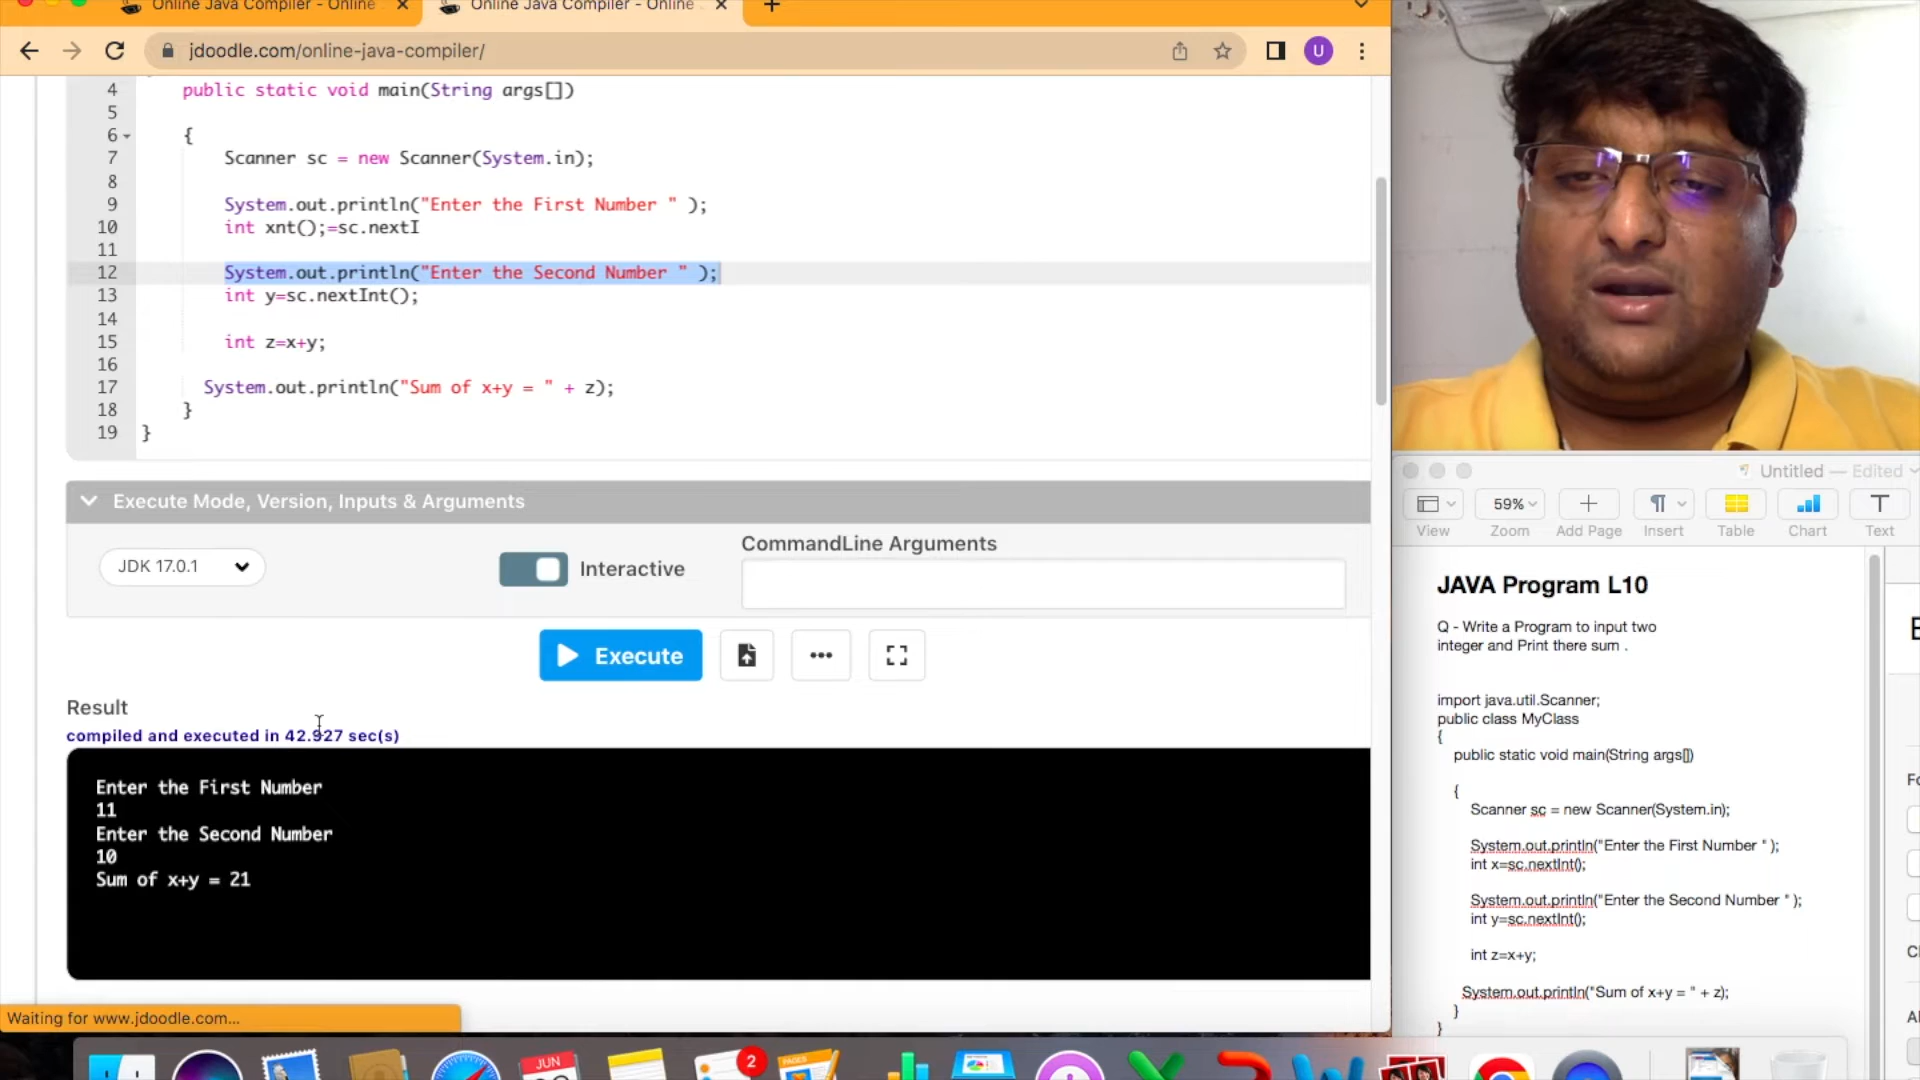 Online Java Compiler - Online
Online Java Compiler - Online
jdoodle.com/online-java-compiler/
U
4 public static void main(String args[])
5
6 {
7 Scanner sc = new Scanner(System.in);
8
9 System.out.println("Enter the First Number " );
10 int xnt();=sc.nextI
11
12 System.out.println("Enter the Second Number " );
13 int y=sc.nextInt();
14
15 int z=x+y;
16
17 System.out.println("Sum of x+y = " + z);
18 }
19 }
Execute Mode, Version, Inputs & Arguments
JDK 17.0.1
Interactive
CommandLine Arguments
Execute
Result
compiled and executed in 42.927 sec(s)
Enter the First Number
11
Enter the Second Number
10
Sum of x+y = 21
Waiting for www.jdoodle.com...
Untitled — Edited
59%
View Zoom Add Page Insert Table Chart Text
JAVA Program L10
Q - Write a Program to input two
integer and Print there sum .
import java.util.Scanner;
public class MyClass
{
public static void main(String args[])
{
Scanner sc = new Scanner(System.in);
System.out.println("Enter the First Number " );
int x=sc.nextInt();
System.out.println("Enter the Second Number " );
int y=sc.nextInt();
int z=x+y;
System.out.println("Sum of x+y = " + z);
}
}
JUN
2
PAGES